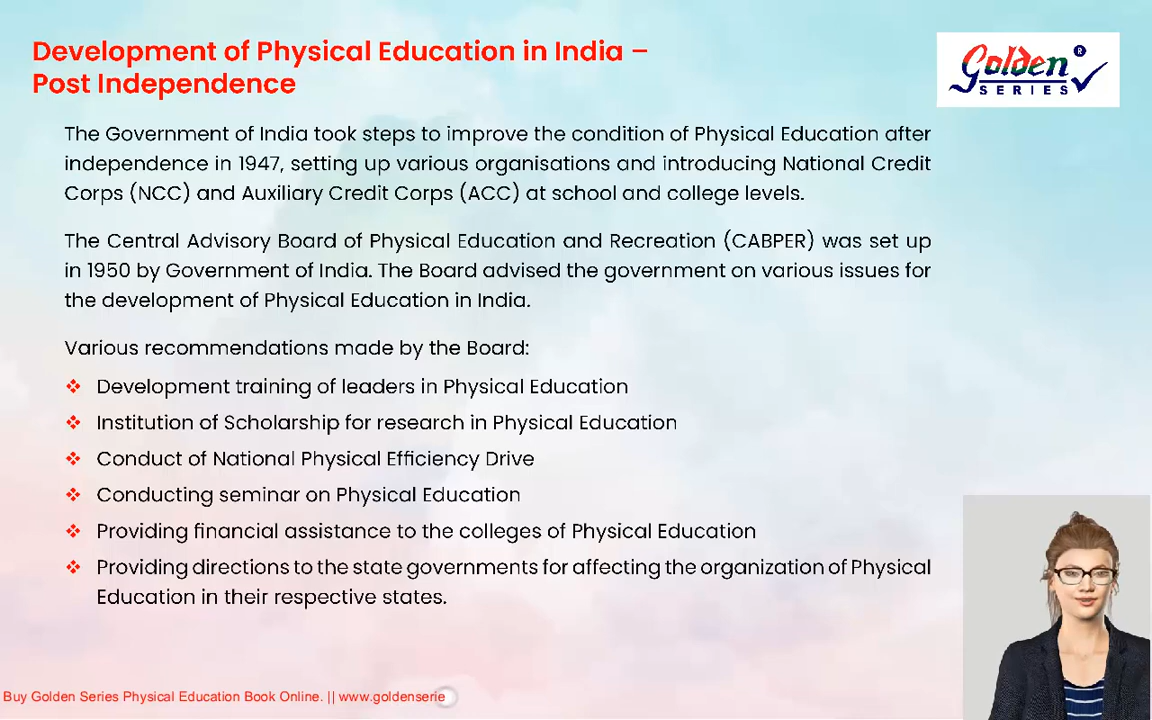 Development of Physical Education in India –
Post Independence
Golden ®
SERIES
The Government of India took steps to improve the condition of Physical Education after
independence in 1947, setting up various organisations and introducing National Credit
Corps (NCC) and Auxiliary Credit Corps (ACC) at school and college levels.
The Central Advisory Board of Physical Education and Recreation (CABPER) was set up
in 1950 by Government of India. The Board advised the government on various issues for
the development of Physical Education in India.
Various recommendations made by the Board:
❖ Development training of leaders in Physical Education
❖ Institution of Scholarship for research in Physical Education
❖ Conduct of National Physical Efficiency Drive
❖ Conducting seminar on Physical Education
❖ Providing financial assistance to the colleges of Physical Education
❖ Providing directions to the state governments for affecting the organization of Physical
Education in their respective states.
Buy Golden Series Physical Education Book Online. || www.goldenserie